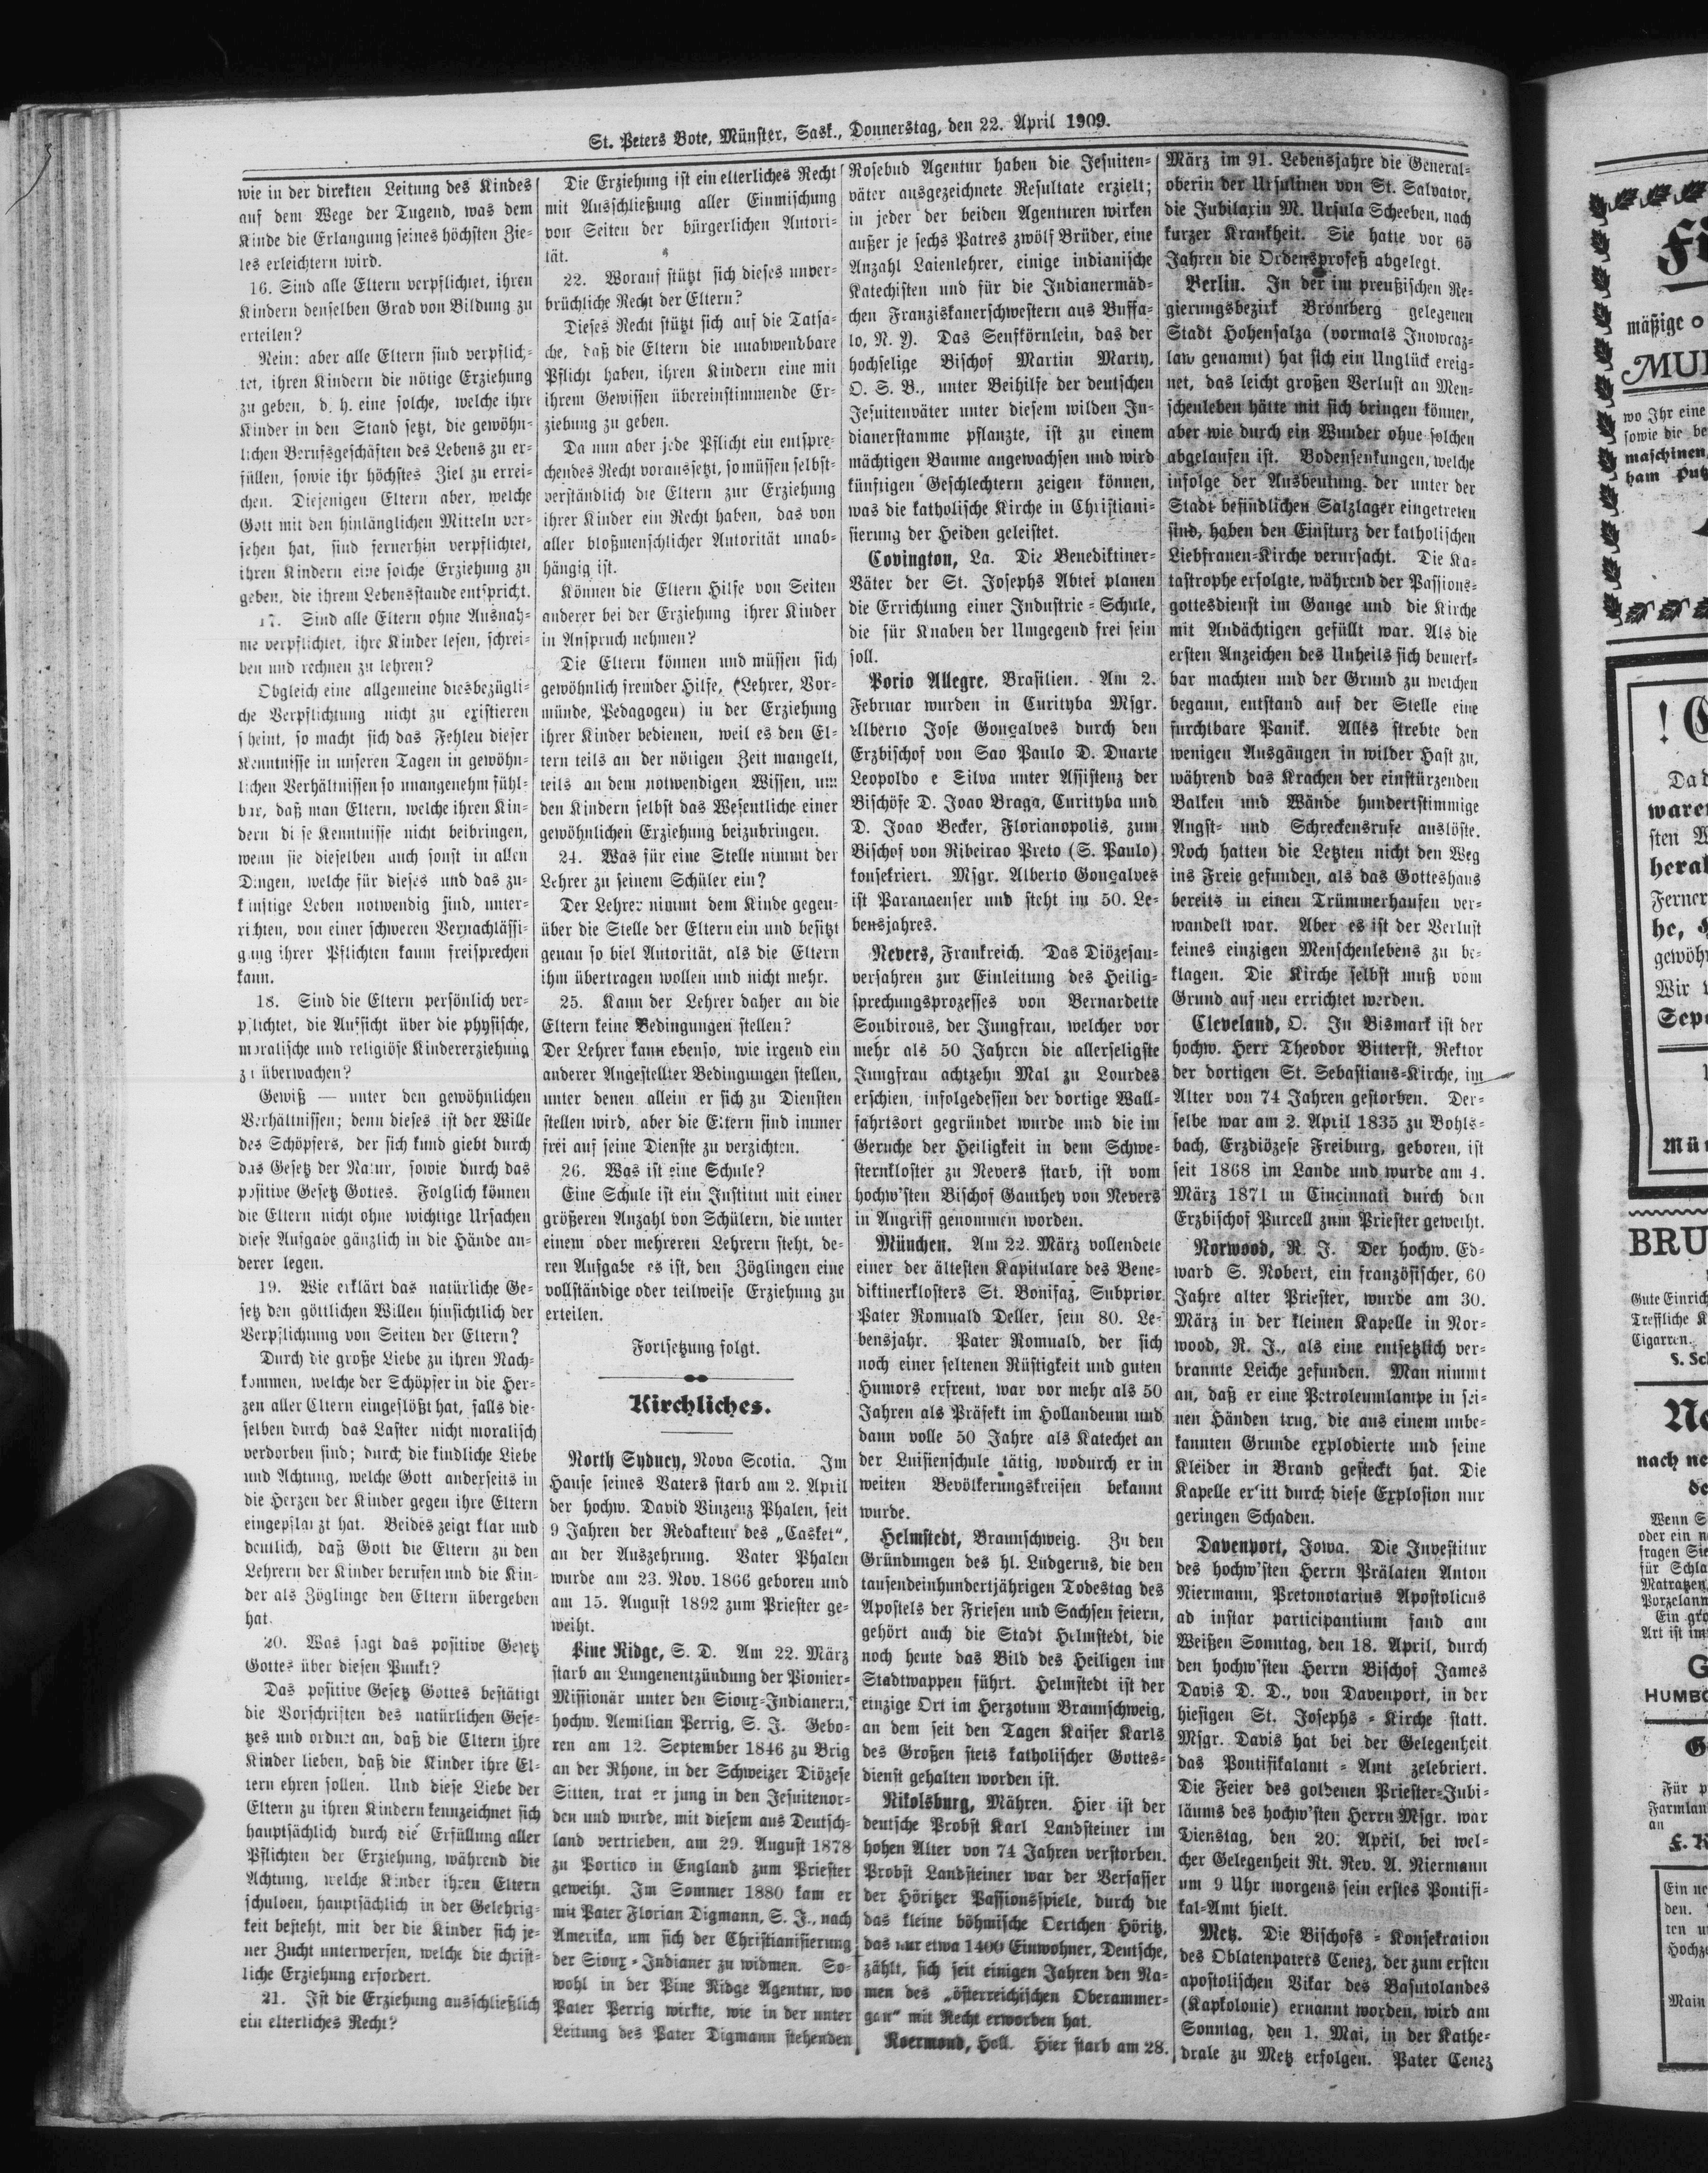 St. Peters Bote, Münster, Sask., Donnerstag, den 22. April 1909.
wie in der direkten Leitung des Kindes
auf dem Wege der Tugend, was dem
Kinde die Erlangung seines höchsten Zie-
les erleichtern wird.
16. Sind alle Eltern verpflichtet, ihren
Kindern denselben Grad von Bildung zu
erteilen?
Nein: aber alle Eltern sind verpflich-
tet, ihren Kindern die nötige Erziehung
zu geben, d. h. eine solche, welche ihre
Kinder in den Stand setzt, die gewöhn-
lichen Berufsgeschäften des Lebens zu er-
füllen, sowie ihr höchstes Ziel zu errei-
chen. Diejenigen Eltern aber, welche
Gott mit den hinlänglichen Mitteln ver-
sehen hat, sind fernerhin verpflichtet,
ihren Kindern eine solche Erziehung zu
geben, die ihrem Lebensstande entspricht.
17. Sind alle Eltern ohne Ausnah-
me verpflichtet, ihre Kinder lesen, schrei-
ben und rechnen zu lehren?
Obgleich eine allgemeine diesbezügli-
che Verpflichtung nicht zu existieren
scheint, so macht sich das Fehlen dieser
Kenntnisse in unseren Tagen in gewöhn-
lichen Verhältnissen so unangenehm fühl-
bar, daß man Eltern, welche ihren Kin-
dern diese Kenntnisse nicht beibringen,
wenn sie dieselben auch sonst in allen
Dingen, welche für dieses und das zu-
künftige Leben notwendig sind, unter-
richten, von einer schweren Vernachlässi-
gung ihrer Pflichten kaum freisprechen
kann.
18. Sind die Eltern persönlich ver-
pflichtet, die Aufsicht über die physische,
moralische und religiöse Kindererziehung
zu überwachen?
Gewiß — unter den gewöhnlichen
Verhältnissen; denn dieses ist der Wille
des Schöpfers, der sich kund giebt durch
das Gesetz der Natur, sowie durch das
positive Gesetz Gottes. Folglich können
die Eltern nicht ohne wichtige Ursachen
diese Aufgabe gänzlich in die Hände an-
derer legen.
19. Wie erklärt das natürliche Ge-
setz den göttlichen Willen hinsichtlich der
Verpflichtung von Seiten der Eltern?
Durch die große Liebe zu ihren Nach-
kommen, welche der Schöpfer in die Her-
zen aller Eltern eingeflößt hat, falls die-
selben durch das Laster nicht moralisch
verdorben sind; durch die kindliche Liebe
und Achtung, welche Gott anderseits in
die Herzen der Kinder gegen ihre Eltern
eingepflanzt hat. Beides zeigt klar und
deutlich, daß Gott die Eltern zu den
Lehrern der Kinder berufen und die Kin-
der als Zöglinge den Eltern übergeben
hat.
20. Was sagt das positive Gesetz
Gottes über diesen Punkt?
Das positive Gesetz Gottes bestätigt
die Vorschriften des natürlichen Gese-
tzes und ordnet an, daß die Eltern ihre
Kinder lieben, daß die Kinder ihre El-
tern ehren sollen. Und diese Liebe der
Eltern zu ihren Kindern kennzeichnet sich
hauptsächlich durch die Erfüllung aller
Pflichten der Erziehung, während die
Achtung, welche Kinder ihren Eltern
schulden, hauptsächlich in der Gelehrig-
keit besteht, mit der die Kinder sich je-
ner Zucht unterwerfen, welche die christ-
liche Erziehung erfordert.
21. Ist die Erziehung ausschließlich
ein elterliches Recht?
Die Erziehung ist ein elterliches Recht
mit Ausschließung aller Einmischung
von Seiten der bürgerlichen Autori-
tät.
22. Worauf stützt sich dieses unver-
brüchliche Recht der Eltern?
Dieses Recht stützt sich auf die Tatsa-
che, daß die Eltern die unabwendbare
Pflicht haben, ihren Kindern eine mit
ihrem Gewissen übereinstimmende Er-
ziehung zu geben.
Da nun aber jede Pflicht ein entspre-
chendes Recht voraussetzt, so müssen selbst-
verständlich die Eltern zur Erziehung
ihrer Kinder ein Recht haben, das von
aller bloßmenschlicher Autorität unab-
hängig ist.
Können die Eltern Hilfe von Seiten
anderer bei der Erziehung ihrer Kinder
in Anspruch nehmen?
Die Eltern können und müssen sich
gewöhnlich fremder Hilfe, (Lehrer, Vor-
münde, Pedagogen) in der Erziehung
ihrer Kinder bedienen, weil es den El-
tern teils an der nötigen Zeit mangelt,
teils an dem notwendigen Wissen, um
den Kindern selbst das Wesentliche einer
gewöhnlichen Erziehung beizubringen.
24. Was für eine Stelle nimmt der
Lehrer zu seinem Schüler ein?
Der Lehrer nimmt dem Kinde gegen-
über die Stelle der Eltern ein und besitzt
genau so viel Autorität, als die Eltern
ihm übertragen wollen und nicht mehr.
25. Kann der Lehrer daher an die
Eltern keine Bedingungen stellen?
Der Lehrer kann ebenso, wie irgend ein
anderer Angestellter Bedingungen stellen,
unter denen allein er sich zu Diensten
stellen wird, aber die Eltern sind immer
frei auf seine Dienste zu verzichten.
26. Was ist eine Schule?
Eine Schule ist ein Institut mit einer
größeren Anzahl von Schülern, die unter
einem oder mehreren Lehrern steht, de-
ren Aufgabe es ist, den Zöglingen eine
vollständige oder teilweise Erziehung zu
erteilen.
Fortsetzung folgt.
Kirchliches.
North Sydney, Nova Scotia. Im
Hause seines Vaters starb am 2. April
der hochw. David Vinzenz Phalen, seit
9 Jahren der Redakteur des „Casket“,
an der Auszehrung. Vater Phalen
wurde am 23. Nov. 1866 geboren und
am 15. August 1892 zum Priester ge-
weiht.
Pine Ridge, S. D. Am 22. März
starb an Lungenentzündung der Pionier-
Missionär unter den Sioux-Indianern,
hochw. Aemilian Perrig, S. J. Gebo-
ren am 12. September 1846 zu Brig
an der Rhone, in der Schweizer Diözese
Sitten, trat er jung in den Jesuitenor-
den und wurde, mit diesem aus Deutsch-
land vertrieben, am 29. August 1878
zu Portico in England zum Priester
geweiht. Im Sommer 1880 kam er
mit Pater Florian Digmann, S. J., nach
Amerika, um sich der Christianisierung
der Sioux-Indianer zu widmen. So-
wohl in der Pine Ridge Agentur, wo
Pater Perrig wirkte, wie in der unter
Leitung des Pater Digmann stehenden
Rosebud Agentur haben die Jesuiten-
väter ausgezeichnete Resultate erzielt;
in jeder der beiden Agenturen wirken
außer je sechs Patres zwölf Brüder, eine
Anzahl Laienlehrer, einige indianische
Katechisten und für die Indianermäd-
chen Franziskanerschwestern aus Buffa-
lo, N. Y. Das Senfkörnlein, das der
hochselige Bischof Martin Marty,
O. S. B., unter Beihilfe der deutschen
Jesuitenväter unter diesem wilden In-
dianerstamme pflanzte, ist zu einem
mächtigen Baume angewachsen und wird
künftigen Geschlechtern zeigen können,
was die katholische Kirche in Christiani-
sierung der Heiden geleistet.
Covington, La. Die Benediktiner-
Väter der St. Josephs Abtei planen
die Errichtung einer Industrie-Schule,
die für Knaben der Umgegend frei sein
soll.
Porto Allegre, Brasilien. Am 2.
Februar wurden in Curityba Msgr.
Alberto Jose Gonçalves durch den
Erzbischof von Sao Paulo D. Duarte
Leopoldo e Silva unter Assistenz der
Bischöfe D. Joao Braga, Curityba und
D. Joao Becker, Florianopolis, zum
Bischof von Ribeirao Preto (S. Paulo)
konsekriert. Msgr. Alberto Gonçalves
ist Paranaenser und steht im 50. Le-
bensjahres.
Nevers, Frankreich. Das Diözesan-
verfahren zur Einleitung des Heilig-
sprechungsprozesses von Bernardette
Soubirous, der Jungfrau, welcher vor
mehr als 50 Jahren die allerseligste
Jungfrau achtzehn Mal zu Lourdes
erschien, infolgedessen der dortige Wall-
fahrtsort gegründet wurde und die im
Geruche der Heiligkeit in dem Schwe-
sternkloster zu Nevers starb, ist vom
hochw'sten Bischof Gauthey von Nevers
in Angriff genommen worden.
München. Am 22. März vollendete
einer der ältesten Kapitulare des Bene-
diktinerklosters St. Bonifaz, Subprior
Pater Romuald Deller, sein 80. Le-
bensjahr. Pater Romuald, der sich
noch einer seltenen Rüstigkeit und guten
Humors erfreut, war vor mehr als 50
Jahren als Präfekt im Hollandeum und
dann volle 50 Jahre als Katechet an
der Luisienschule tätig, wodurch er in
weiten Bevölkerungskreisen bekannt
wurde.
Helmstedt, Braunschweig. Zu den
Gründungen des hl. Ludgerus, die den
tausendeinhundertjährigen Todestag des
Apostels der Friesen und Sachsen feiern,
gehört auch die Stadt Helmstedt, die
noch heute das Bild des Heiligen im
Stadtwappen führt. Helmstedt ist der
einzige Ort im Herzotum Braunschweig,
an dem seit den Tagen Kaiser Karls
des Großen stets katholischer Gottes-
dienst gehalten worden ist.
Nikolsburg, Mähren. Hier ist der
deutsche Probst Karl Landsteiner im
hohen Alter von 74 Jahren verstorben.
Probst Landsteiner war der Verfasser
der Höritzer Passionsspiele, durch die
das kleine böhmische Oertchen Höritz,
das nur etwa 1400 Einwohner, Deutsche,
zählt, sich seit einigen Jahren den Na-
men des „österreichischen Oberammer-
gau“ mit Recht erworben hat.
Roermond, Holl. Hier starb am 28.
März im 91. Lebensjahre die General-
oberin der Ursulinen von St. Salvator,
die Jubilarin M. Ursula Scheeben, nach
kurzer Krankheit. Sie hatte vor 65
Jahren die Ordensprofeß abgelegt.
Berlin. In der im preußischen Re-
gierungsbezirk Bromberg gelegenen
Stadt Hohensalza (vormals Inowraz-
law genannt) hat sich ein Unglück ereig-
net, das leicht großen Verlust an Men-
schenleben hätte mit sich bringen können,
aber wie durch ein Wunder ohne solchen
abgelaufen ist. Bodensenkungen, welche
infolge der Ausbeutung der unter der
Stadt befindlichen Salzlager eingetreten
sind, haben den Einsturz der katholischen
Liebfrauen-Kirche verursacht. Die Ka-
tastrophe erfolgte, während der Passions-
gottesdienst im Gange und die Kirche
mit Andächtigen gefüllt war. Als die
ersten Anzeichen des Unheils sich bemerk-
bar machten und der Grund zu weichen
begann, entstand auf der Stelle eine
furchtbare Panik. Alles strebte den
wenigen Ausgängen in wilder Hast zu,
während das Krachen der einstürzenden
Balken und Wände hundertstimmige
Angst- und Schreckensrufe auslöste.
Noch hatten die Letzten nicht den Weg
ins Freie gefunden, als das Gotteshaus
bereits in einen Trümmerhaufen ver-
wandelt war. Aber es ist der Verlust
keines einzigen Menschenlebens zu be-
klagen. Die Kirche selbst muß vom
Grund auf neu errichtet werden.
Cleveland, O. In Bismark ist der
hochw. Herr Theodor Bitterst, Rektor
der dortigen St. Sebastians-Kirche, im
Alter von 74 Jahren gestorben. Der-
selbe war am 2. April 1835 zu Bohls-
bach, Erzdiözese Freiburg, geboren, ist
seit 1868 im Lande und wurde am 4.
März 1871 in Cincinnati durch den
Erzbischof Purcell zum Priester geweiht.
Norwood, N. J. Der hochw. Ed-
ward S. Robert, ein französischer, 60
Jahre alter Priester, wurde am 30.
März in der kleinen Kapelle in Nor-
wood, N. J., als eine entsetzlich ver-
brannte Leiche gefunden. Man nimmt
an, daß er eine Petroleumlampe in sei-
nen Händen trug, die aus einem unbe-
kannten Grunde explodierte und seine
Kleider in Brand gesteckt hat. Die
Kapelle erlitt durch diese Explosion nur
geringen Schaden.
Davenport, Jowa. Die Investitur
des hochw'sten Herrn Prälaten Anton
Niermann, Pretonotarius Apostolicus
ad instar participantium fand am
Weißen Sonntag, den 18. April, durch
den hochw'sten Herrn Bischof James
Davis D. D., von Davenport, in der
hiesigen St. Josephs-Kirche statt.
Msgr. Davis hat bei der Gelegenheit
das Pontifikalamt-Amt zelebriert.
Die Feier des goldenen Priester-Jubi-
läums des hochw'sten Herrn Msgr. war
Dienstag, den 20. April, bei wel-
cher Gelegenheit Rt. Rev. A. Niermann
um 9 Uhr morgens sein erstes Pontifi-
kal-Amt hielt.
Metz. Die Bischofs-Konsekration
des Oblatenpaters Cenez, der zum ersten
apostolischen Vikar des Basutolandes
(Kapkolonie) ernannt worden, wird am
Sonntag, den 1. Mai, in der Kathe-
drale zu Metz erfolgen. Pater Cenez
mäßige
wo Ihr eine
sowie die be
maschinen,
ham
Da d
waren
sten W
heral
Ferner
he,
gewöh
Wir
Sep
Mün
BRU
Gute Einrich
Treffliche K
Cigarren.
S. Sc
nach ne
de
Wenn S
oder ein n
fragen Sie
für Schla
Matratzen
Porzelann
Ein gro
Art ist im
G
HUMBO
Für p
Farmlan
an
Ein ne
den.
ren u
Hochz
Main